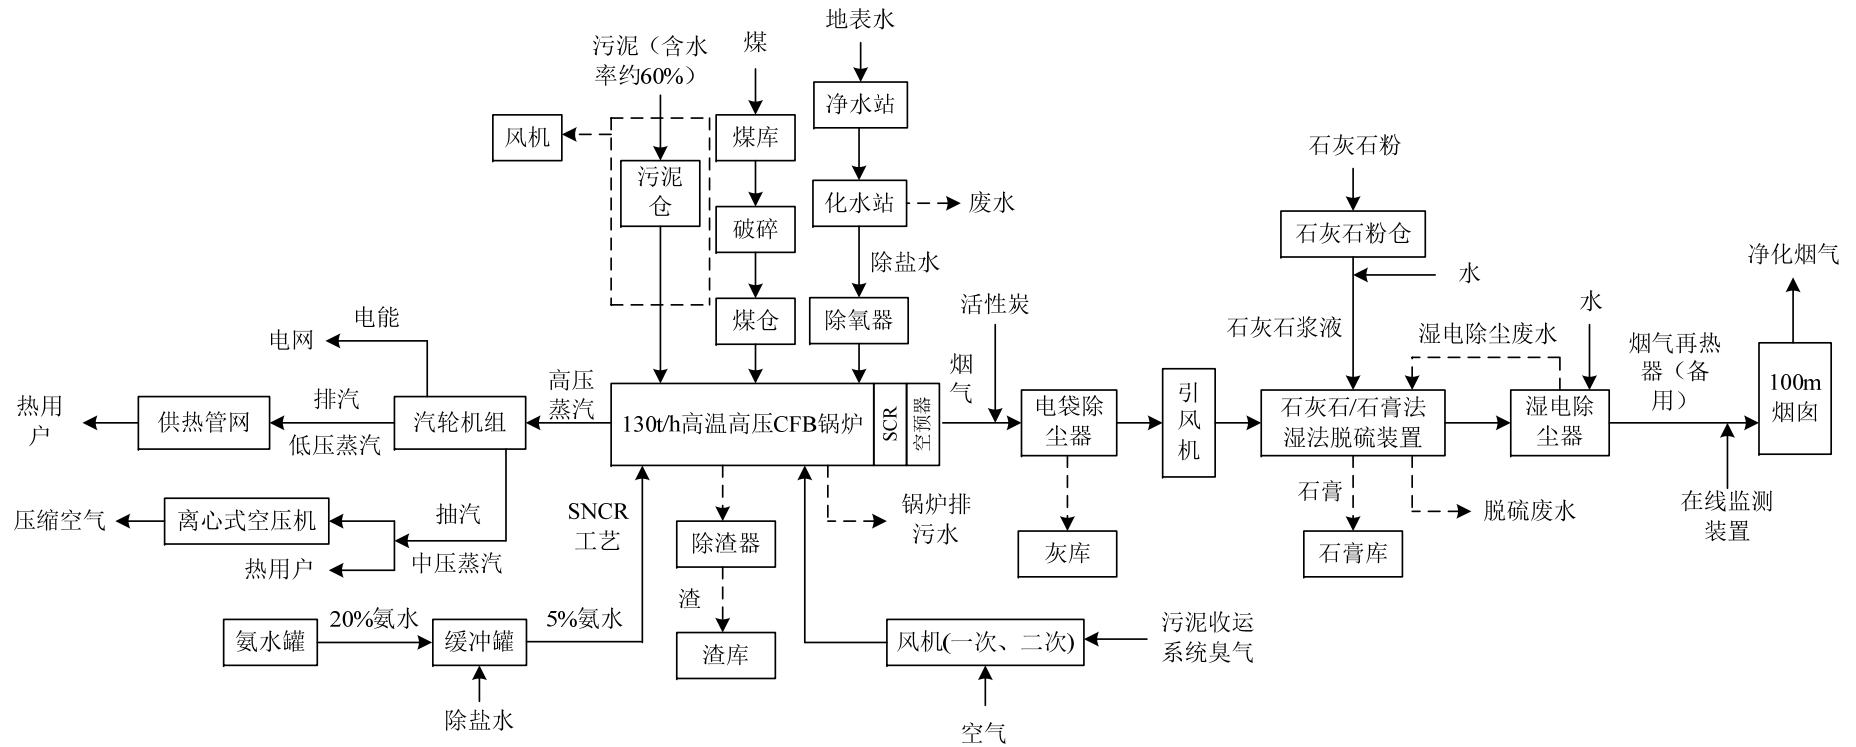 地表水
污泥（含水
率约60%）
煤
净水站
风机
煤库
石灰石粉
污泥
仓
化水站
废水
破碎
石灰石粉仓
除盐水
净化烟气
水
活性炭
水
电能
煤仓
除氧器
石灰石浆液
湿电除尘废水
电网
烟气再热
器（备
用）
烟
气
高压
蒸汽
排汽
热用
户
供热管网
低压蒸汽
汽轮机组
130t/h高温高压CFB锅炉
SCR
空预器
电袋除
尘器
引
风
机
石灰石/石膏法
湿法脱硫装置
湿电除
尘器
100m
烟囱
石膏
在线监测
装置
脱硫废水
锅炉排
污水
SNCR
工艺
抽汽
压缩空气
离心式空压机
除渣器
灰库
石膏库
热用户
中压蒸汽
渣
20%氨水
5%氨水
氨水罐
缓冲罐
渣库
风机(一次、二次)
污泥收运
系统臭气
除盐水
空气